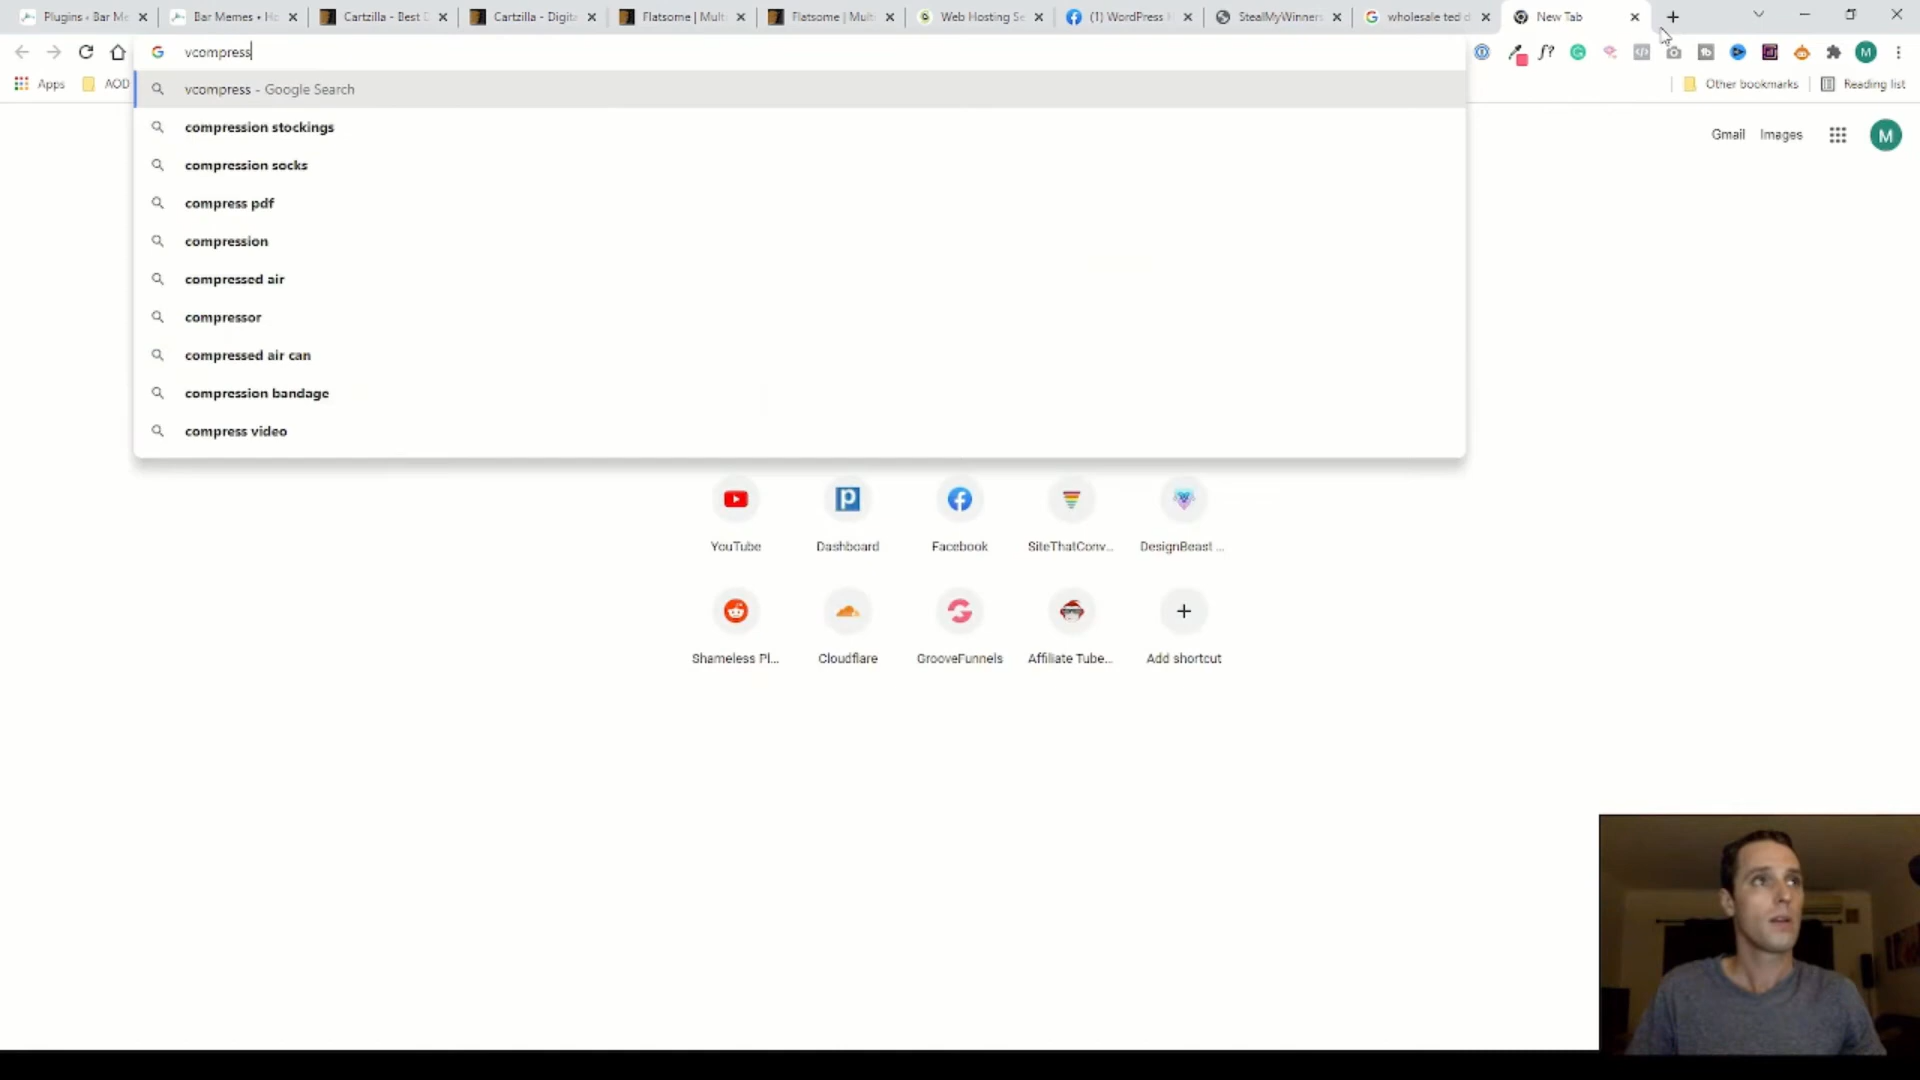 Plugins ‹ Bar Me
Bar Memes • Ho
Cartzilla - Best D
Cartzilla - Digita
Flatsome | Multi
Flatsome | Multi
Web Hosting Se
(1) WordPress H
StealMyWinners
wholesale ted d
New Tab
vcompress
Apps
AOD
Other bookmarks
Reading list
vcompress - Google Search
compression stockings
compression socks
compress pdf
compression
compressed air
compressor
compressed air can
compression bandage
compress video
Gmail Images
M
YouTube
Dashboard
Facebook
SiteThatConv...
DesignBeast ...
Shameless Pl...
Cloudflare
GrooveFunnels
Affiliate Tube...
Add shortcut